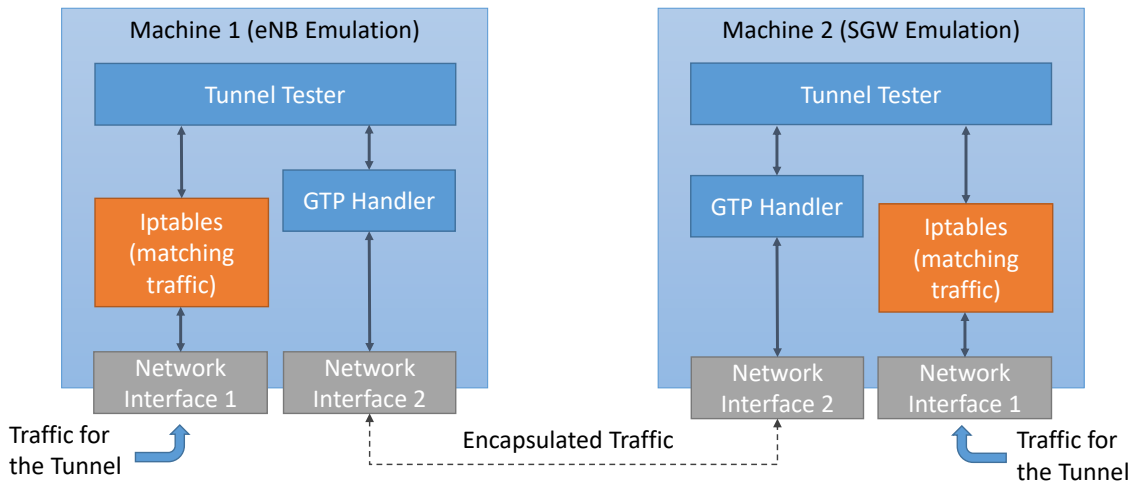 Machine 1 (eNB Emulation)
Tunnel Tester
GTP Handler
Iptables
(matching
traffic)
Network
Interface 1
Network
Interface 2
Traffic for
the Tunnel
Encapsulated Traffic
Machine 2 (SGW Emulation)
Tunnel Tester
GTP Handler
Iptables
(matching
traffic)
Network
Interface 2
Network
Interface 1
Traffic for
the Tunnel